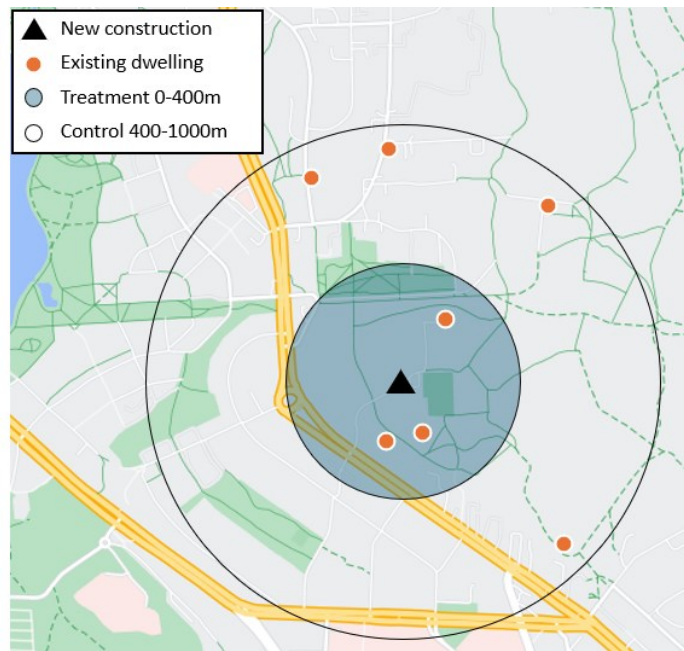 New construction
Existing dwelling
Treatment 0-400m
Control 400-1000m